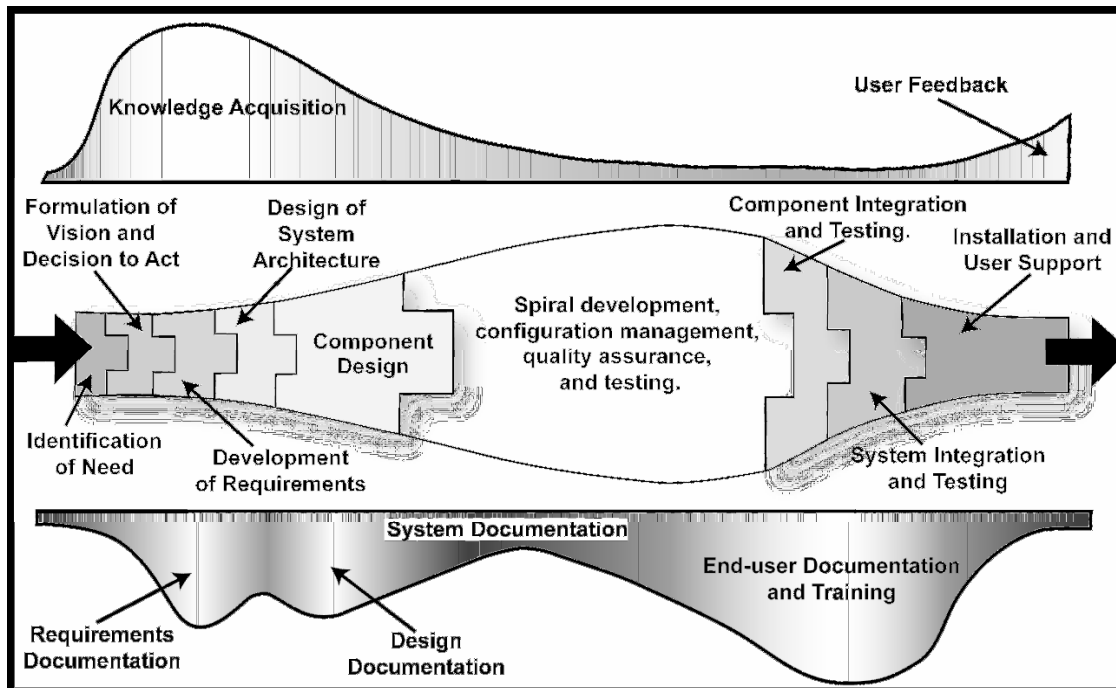 Knowledge Acquisition
User Feedback
Formulation of
Vision and
Decision to Act
Design of
System
Architecture
Component Integration
and Testing.
Installation and
User Support
Component
Design
Spiral development,
configuration management,
quality assurance,
and testing.
Identification
of Need
Development
of Requirements
System Integration
and Testing
System Documentation
End-user Documentation
and Training
Requirements
Documentation
Design
Documentation